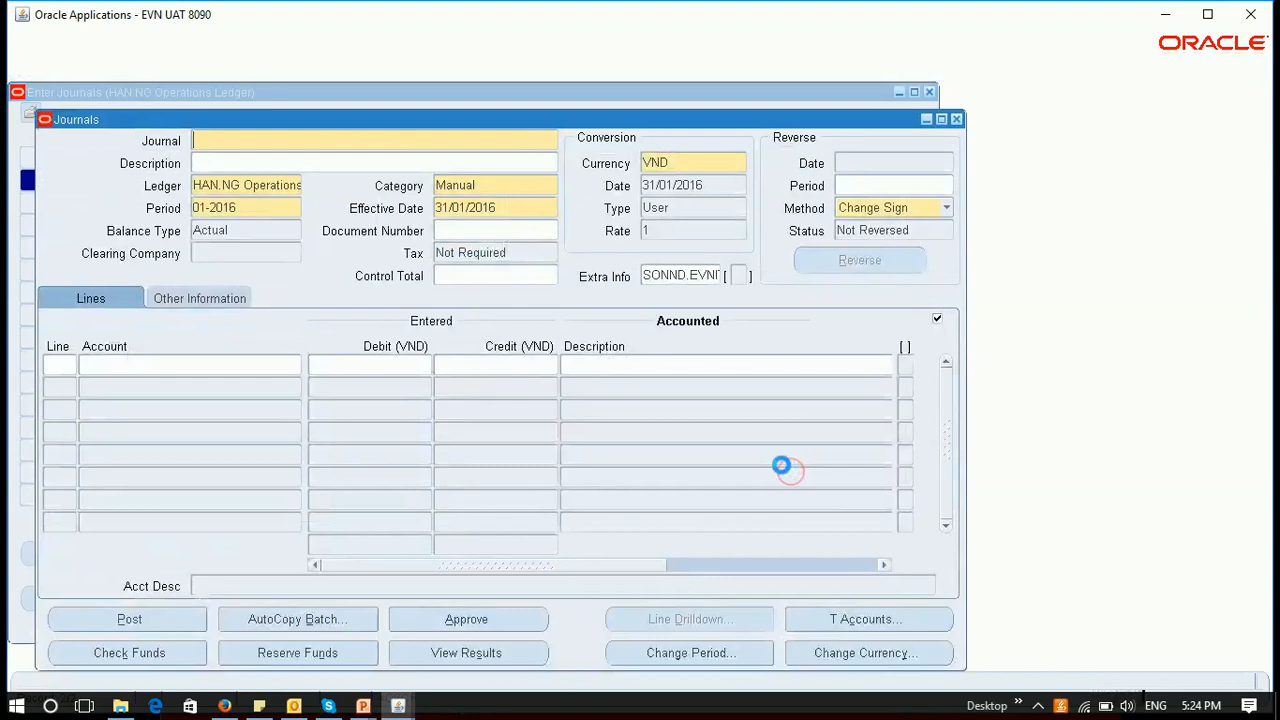 Oracle Applications - EVN UAT 8090
ORACLE
Enter Journals (HAN.NG Operations Ledger)
Journals
Journal
Description
Ledger HAN.NG Operations Category Manual
Period 01-2016 Effective Date 31/01/2016
Balance Type Actual Document Number
Clearing Company Tax Not Required
Control Total
Conversion
Currency VND
Date 31/01/2016
Type User
Rate 1
Extra Info SONND.EVNI [ ]
Reverse
Date
Period
Method Change Sign
Status Not Reversed
Reverse
Lines Other Information
Entered Accounted
Line Account Debit (VND) Credit (VND) Description [ ]
Acct Desc
Post AutoCopy Batch... Approve Line Drilldown... T Accounts...
Check Funds Reserve Funds View Results Change Period... Change Currency...
Desktop ENG 5:24 PM